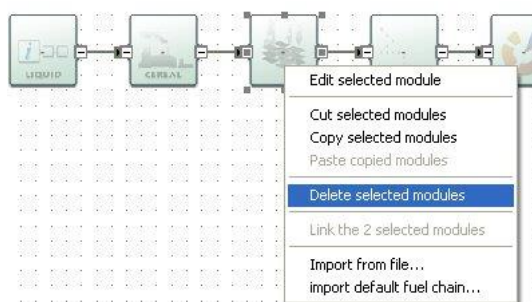 LIQUID
CEREAL
Edit selected module
Cut selected modules
Copy selected modules
Paste copied modules
Delete selected modules
Link the 2 selected modules
Import from file...
import default fuel chain...